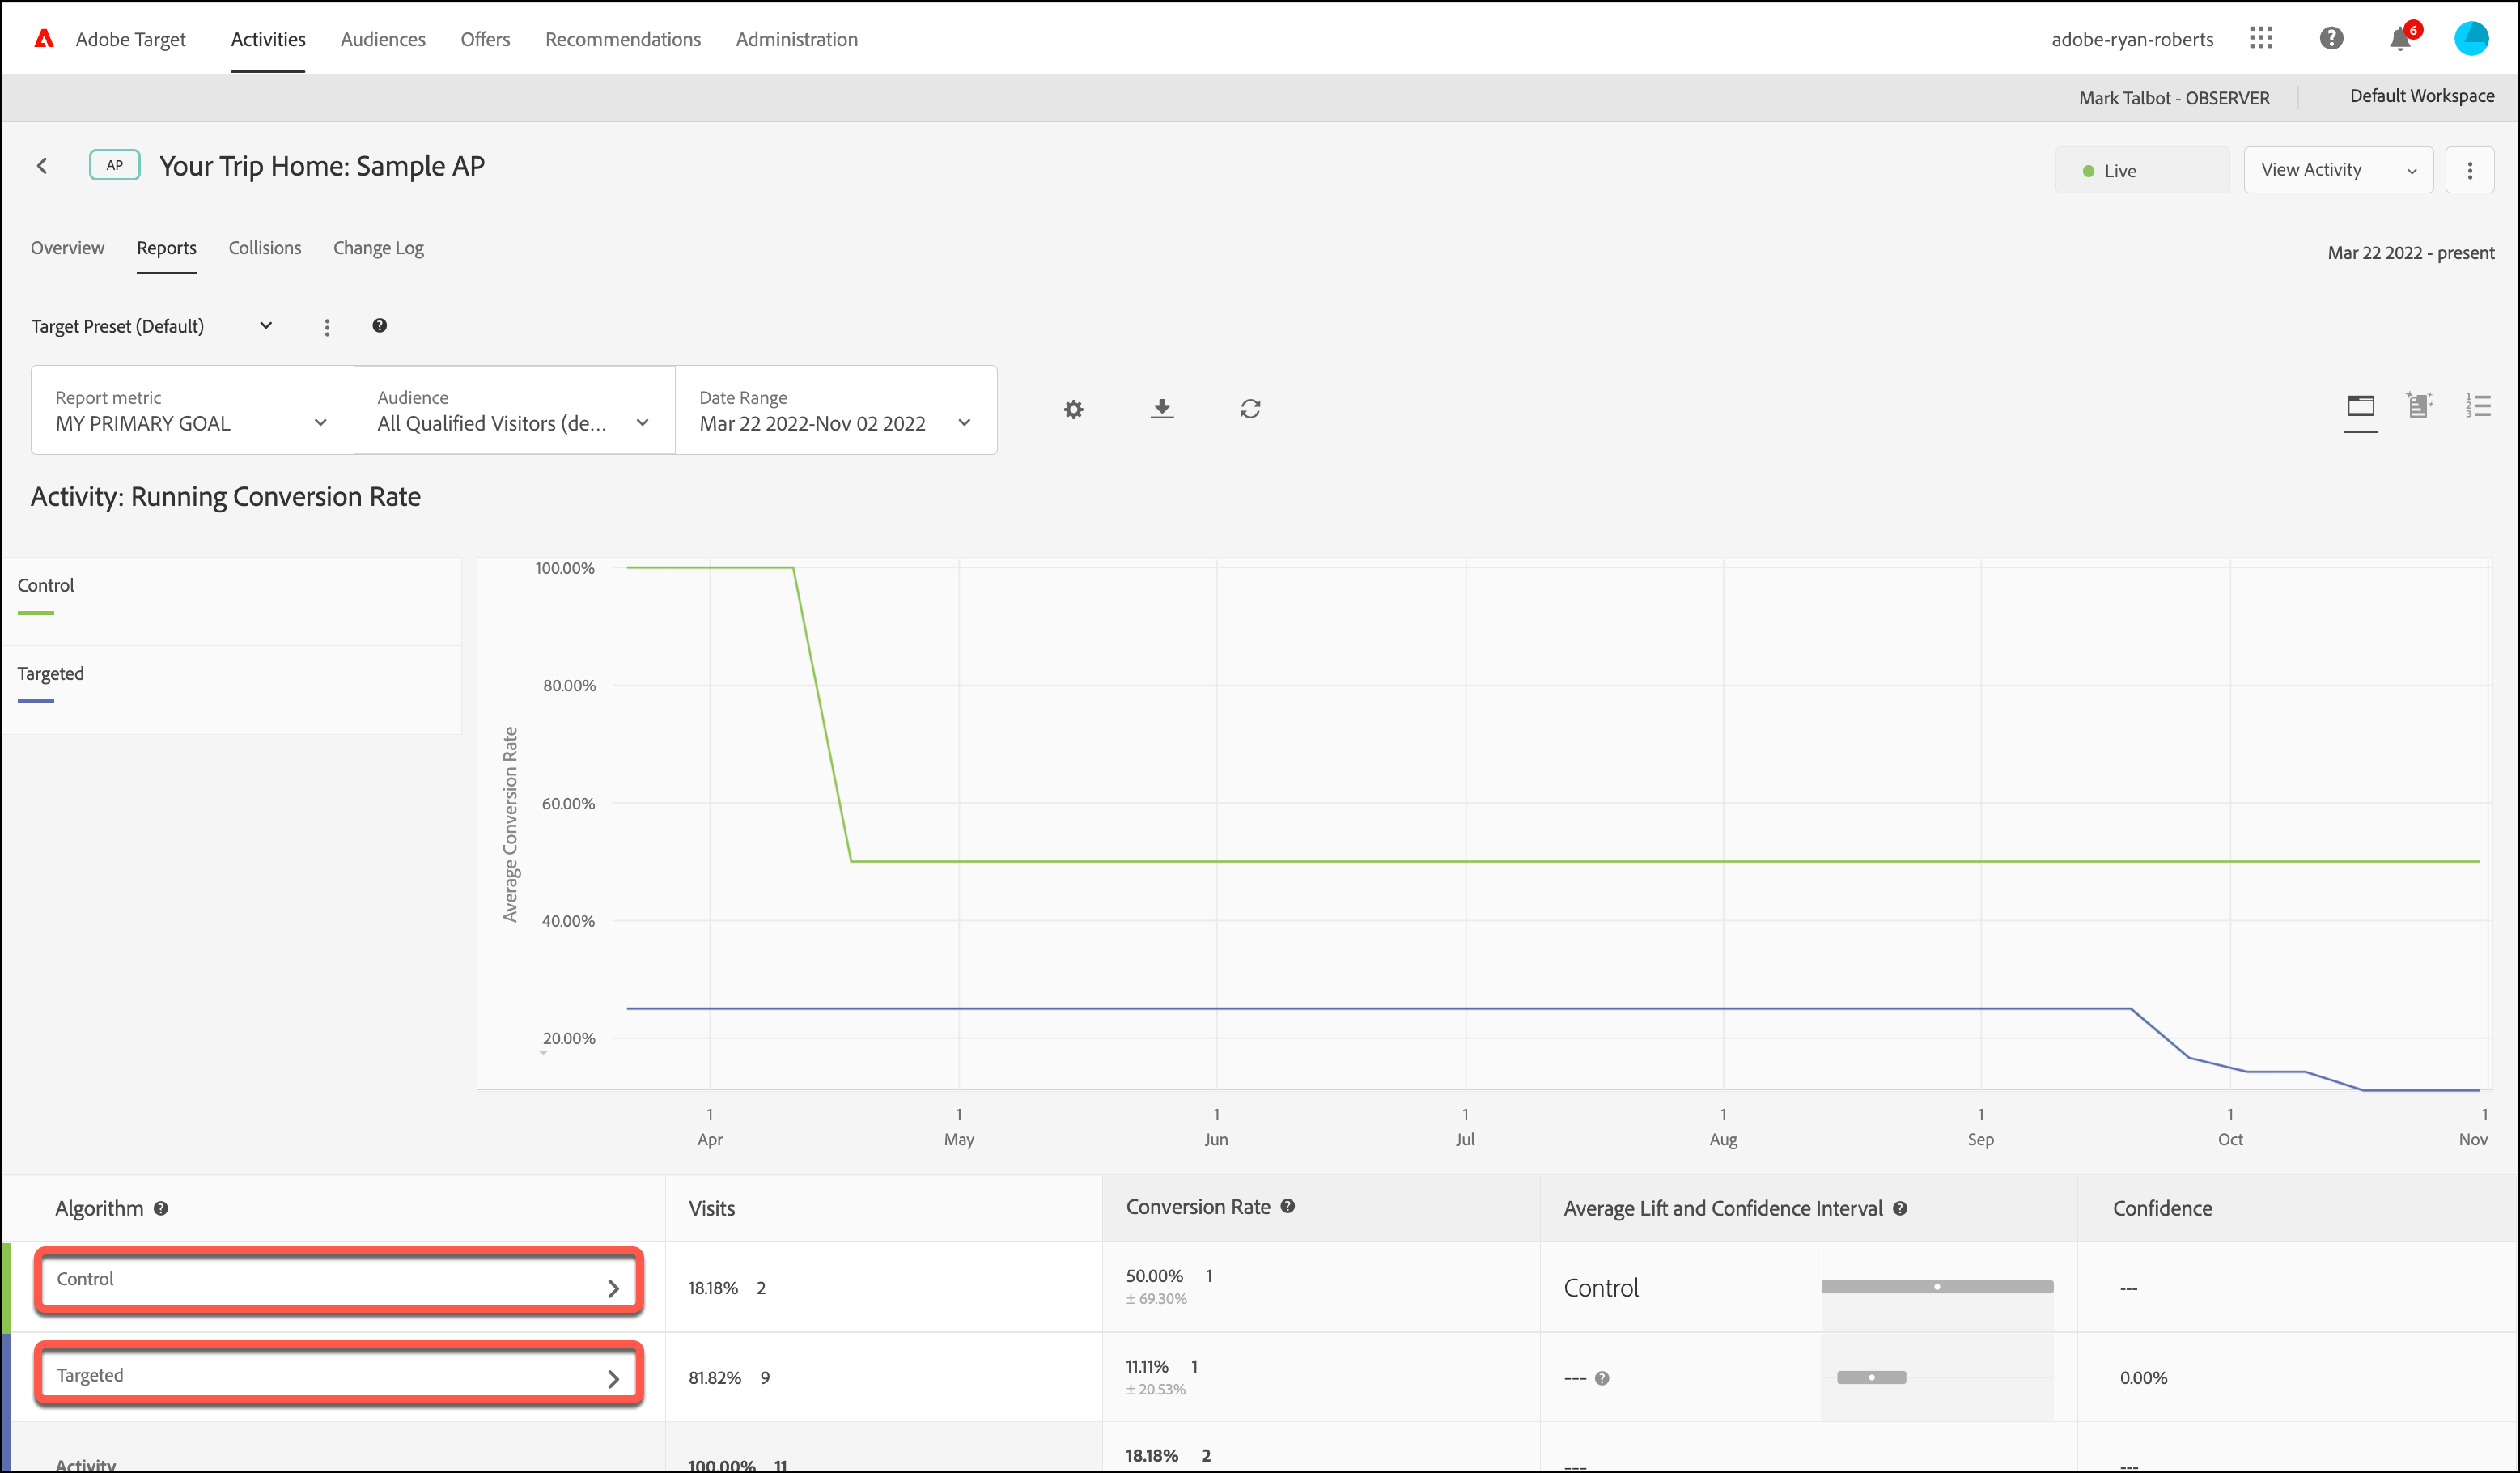 Adobe Target Activities Audiences Offers Recommendations Administration adobe-ryan-roberts 6
Mark Talbot - OBSERVER Default Workspace
AP Your Trip Home: Sample AP Live View Activity
Overview Reports Collisions Change Log Mar 22 2022 - present
Target Preset (Default)
Report metric Audience Date Range
MY PRIMARY GOAL All Qualified Visitors (de... Mar 22 2022-Nov 02 2022
Activity: Running Conversion Rate
Control
Targeted
Average Conversion Rate
100.00%
80.00%
60.00%
40.00%
20.00%
1 1 1 1 1 1 1 1
Apr May Jun Jul Aug Sep Oct Nov
Algorithm Visits Conversion Rate Average Lift and Confidence Interval Confidence
Control 18.18% 2 50.00% 1 Control ---
± 69.30%
Targeted 81.82% 9 11.11% 1 --- 0.00%
± 20.53%
Activity 100.00% 11 18.18% 2 --- ---